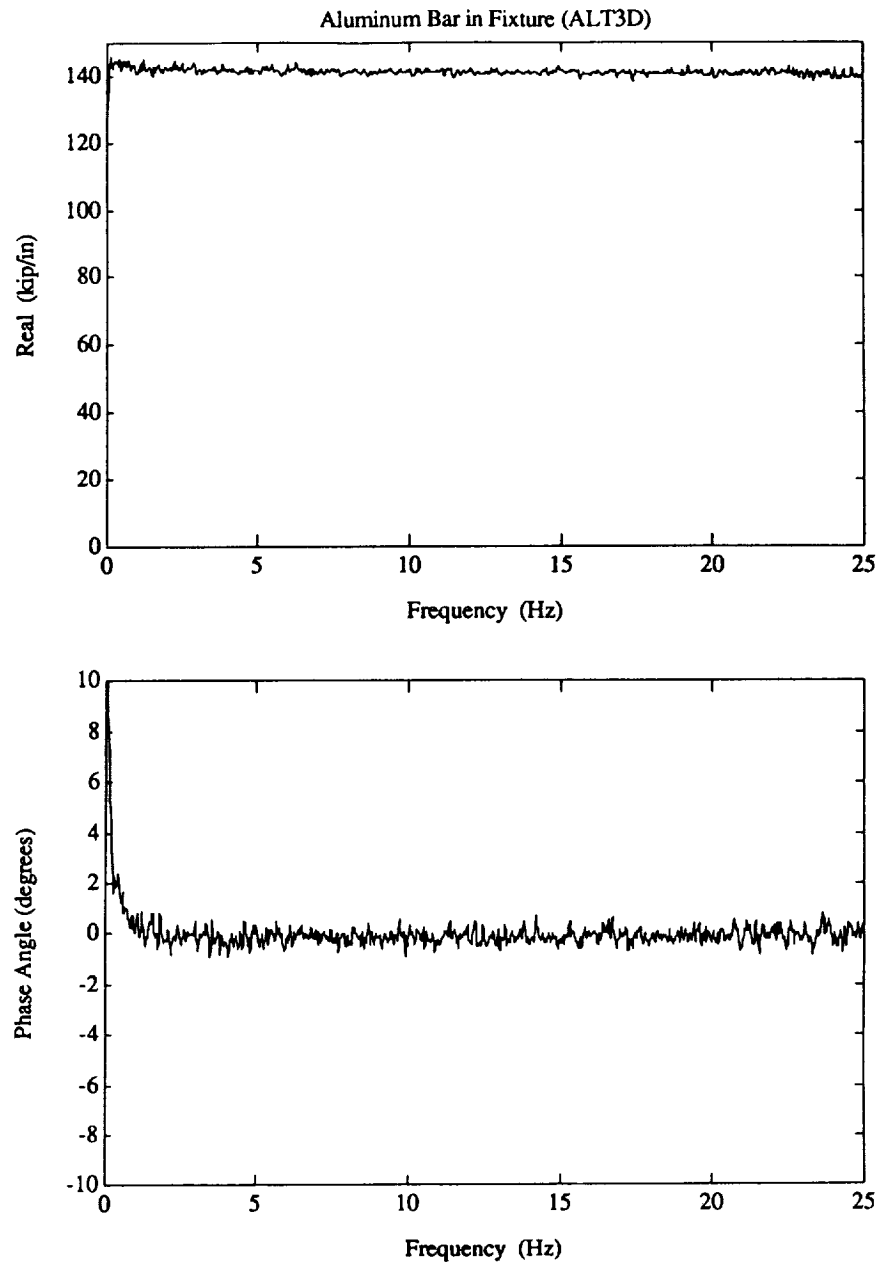 Aluminum Bar in Fixture (ALT3D)
140
120
100
80
60
40
20
0
Real (kip/in)
0 5 10 15 20 25
Frequency (Hz)
10
8
6
4
2
0
-2
-4
-6
-8
-10
Phase Angle (degrees)
0 5 10 15 20 25
Frequency (Hz)